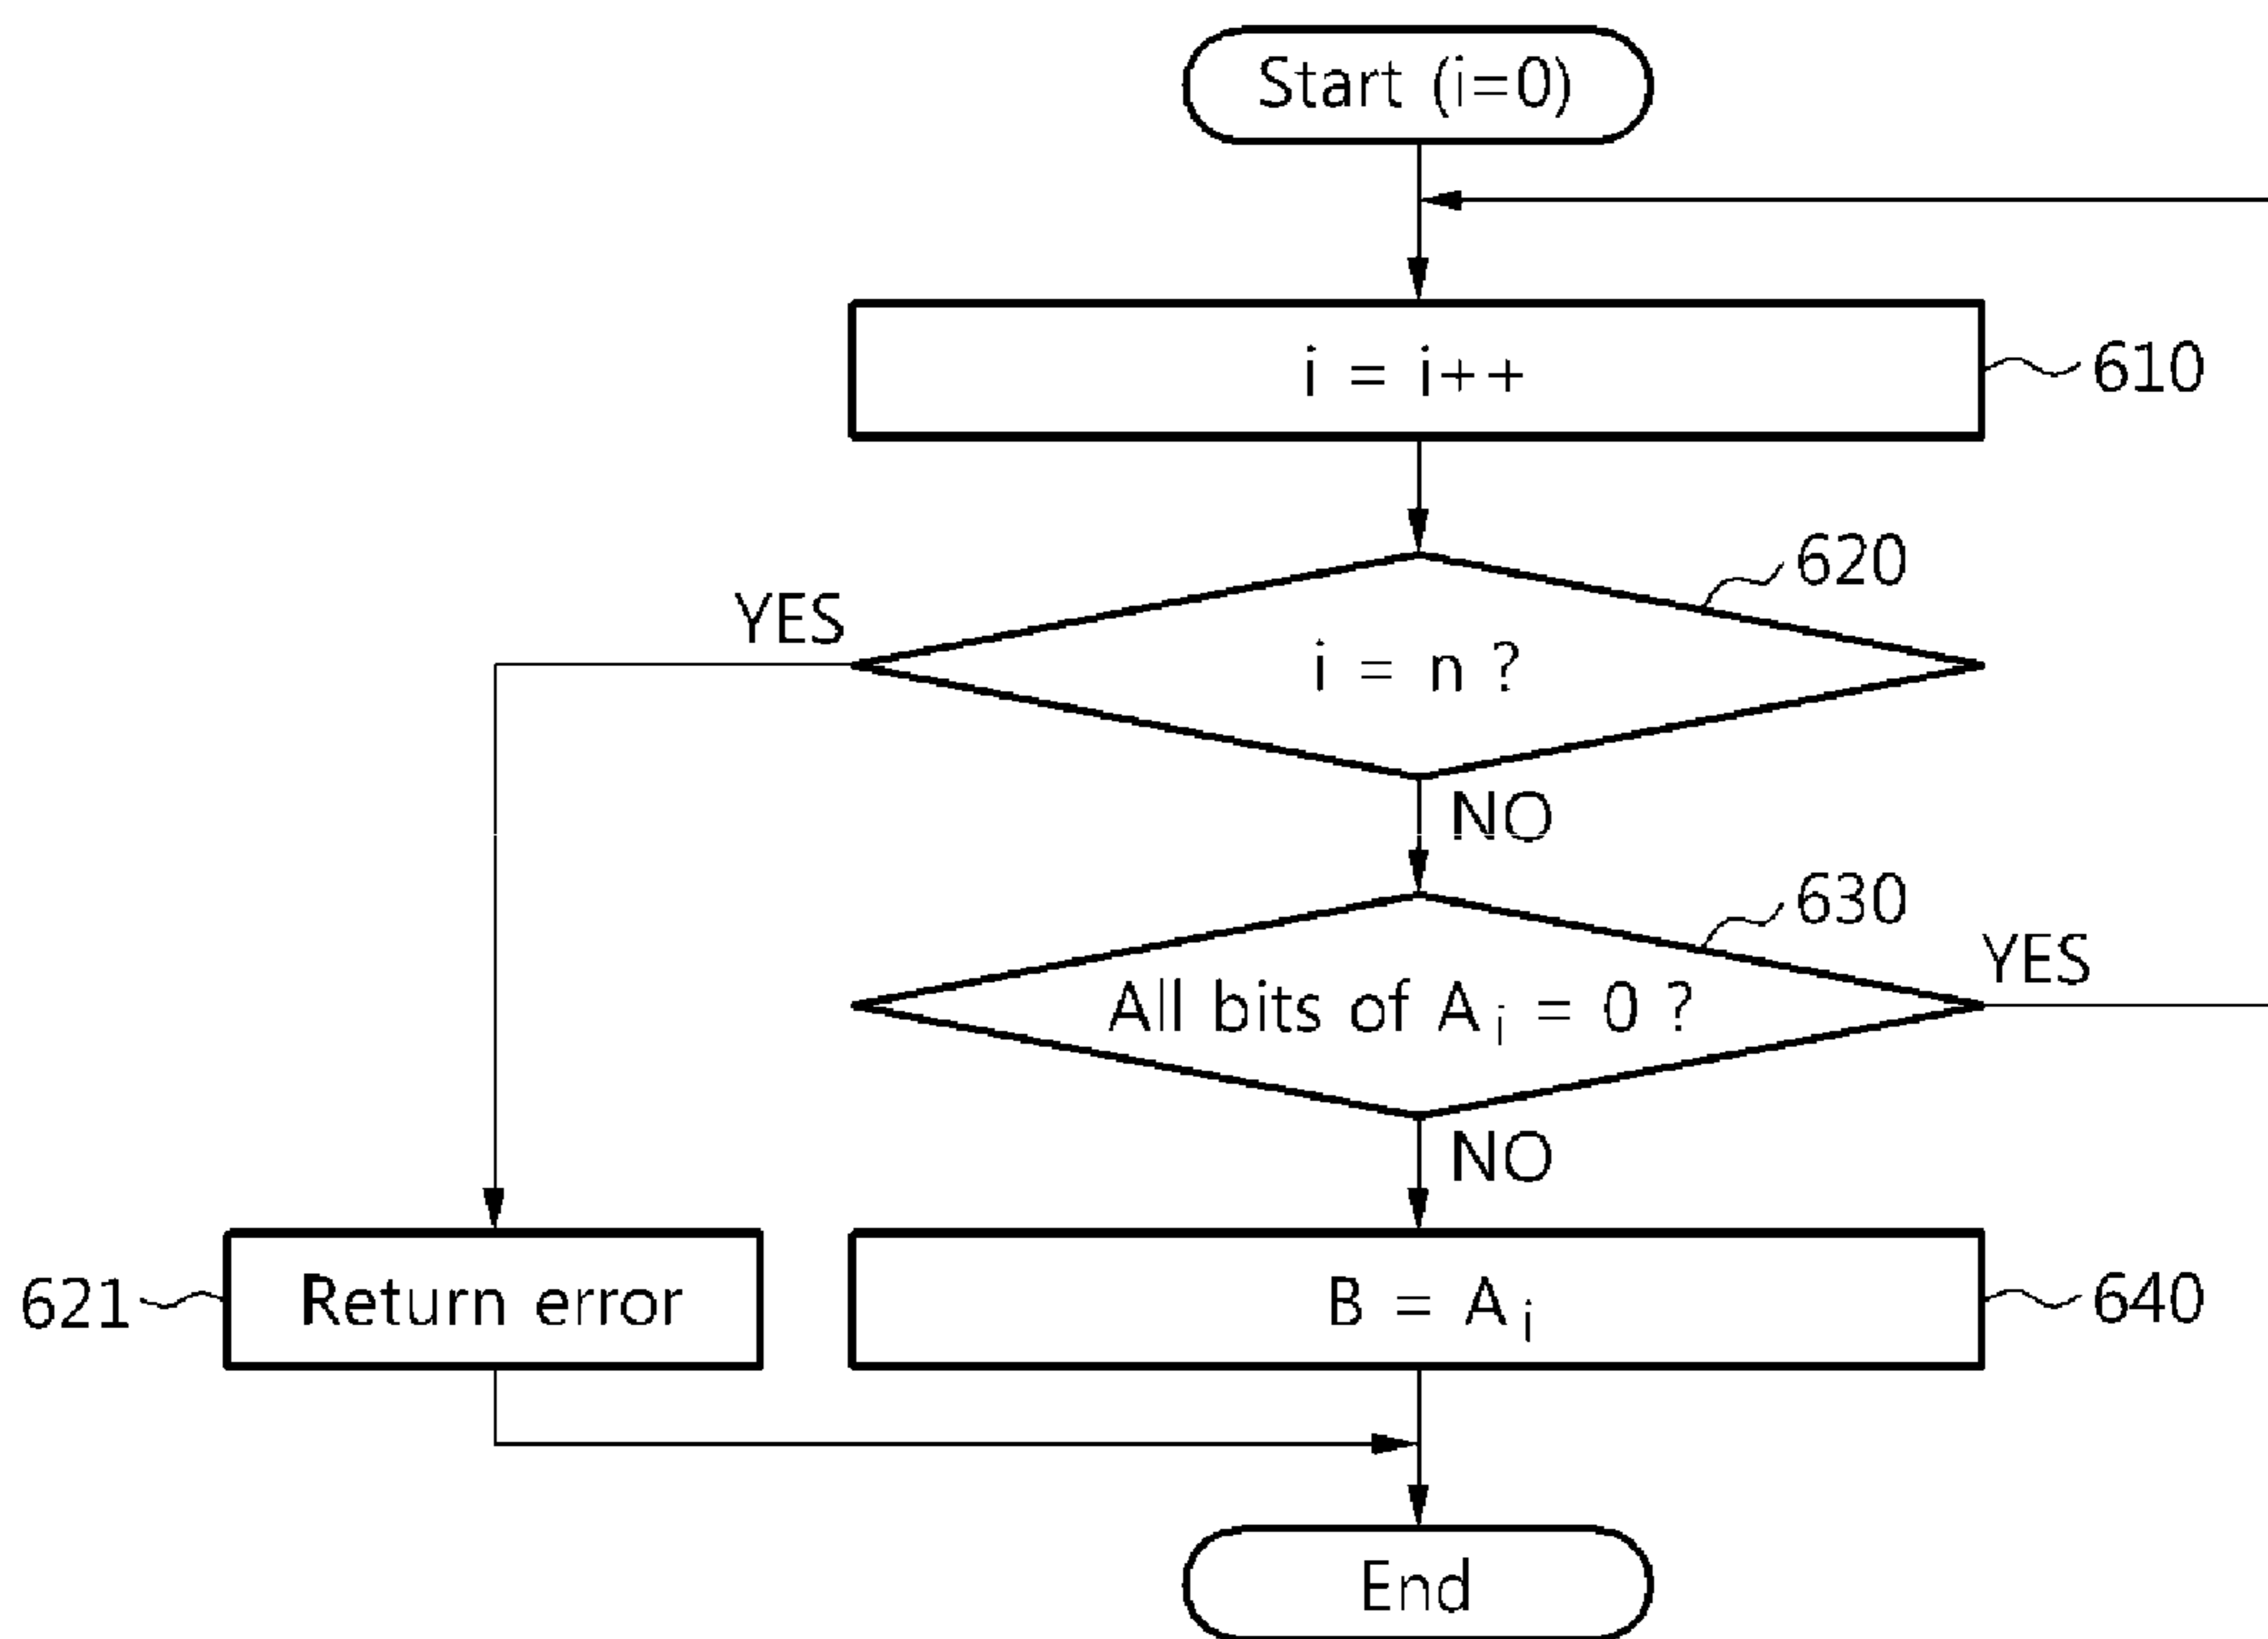 Start (i=0)
i = i++
610
620
YES
i = n ?
NO
630
YES
All bits of A i = 0 ?
NO
621
Return error
B = A i
640
End